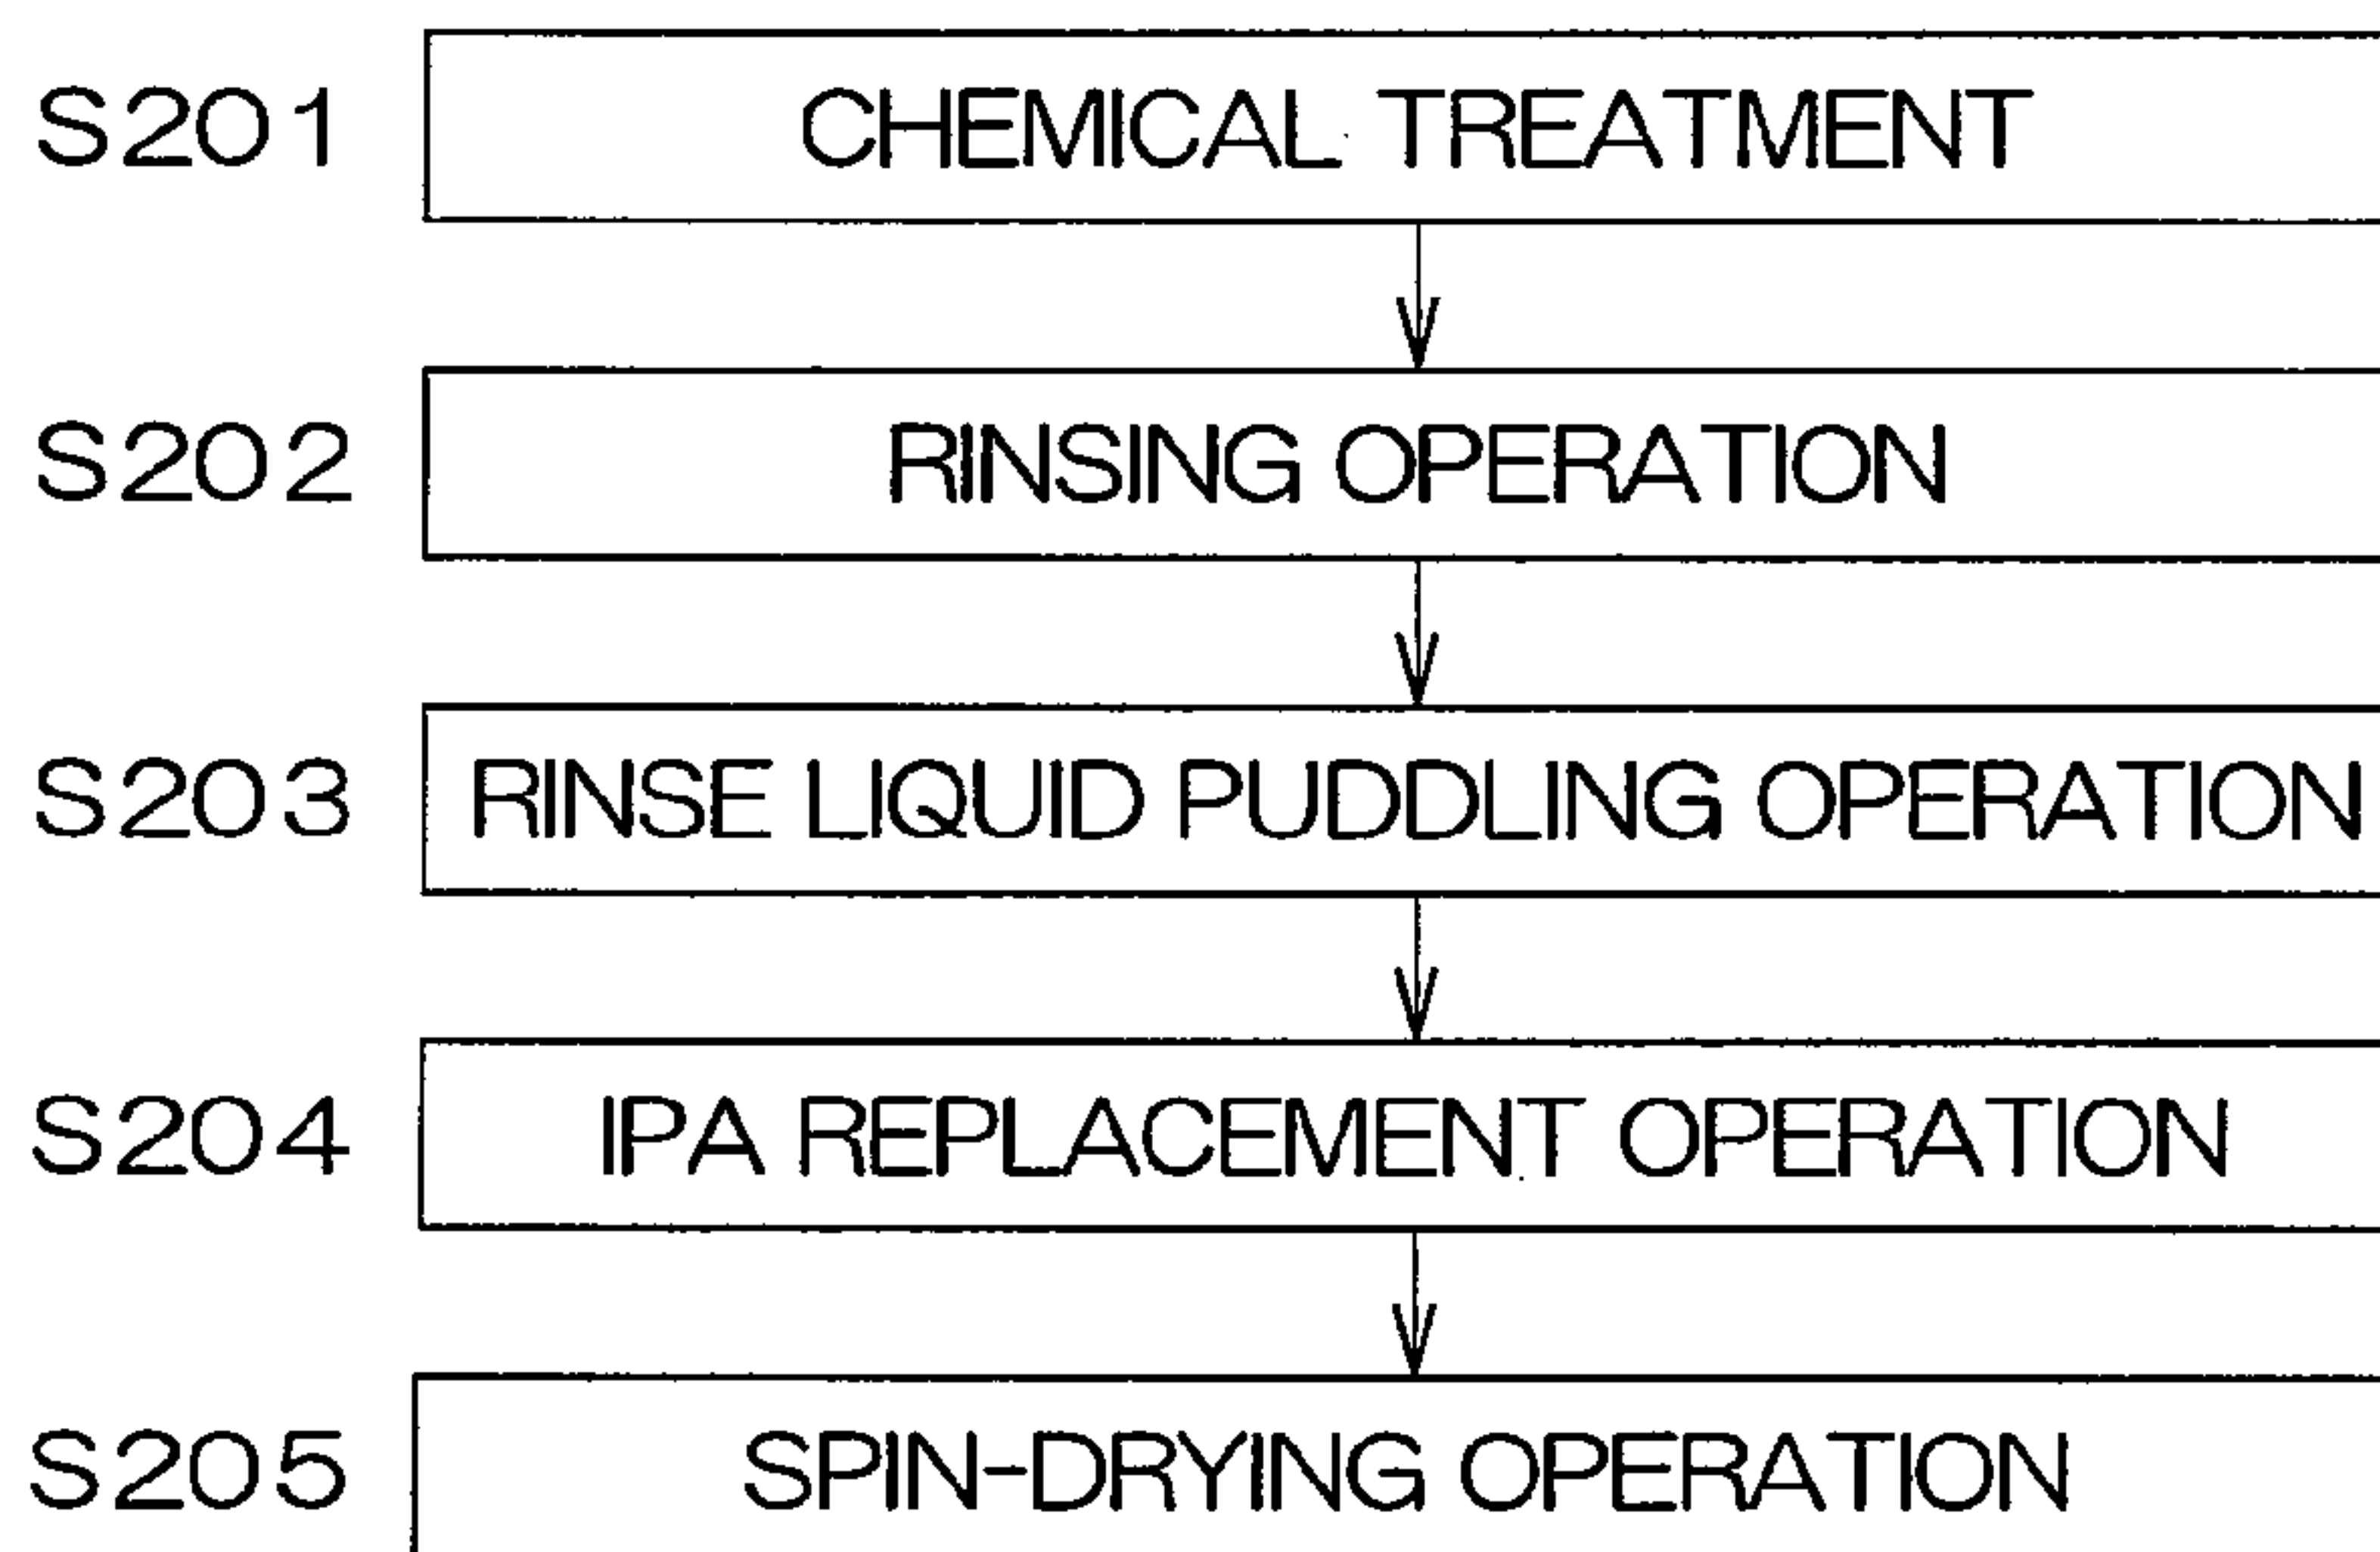 S201 CHEMICAL TREATMENT
S202 RINSING OPERATION
S203 RINSE LIQUID PUDDLING OPERATION
S204 IPA REPLACEMENT OPERATION
S205 SPIN-DRYING OPERATION